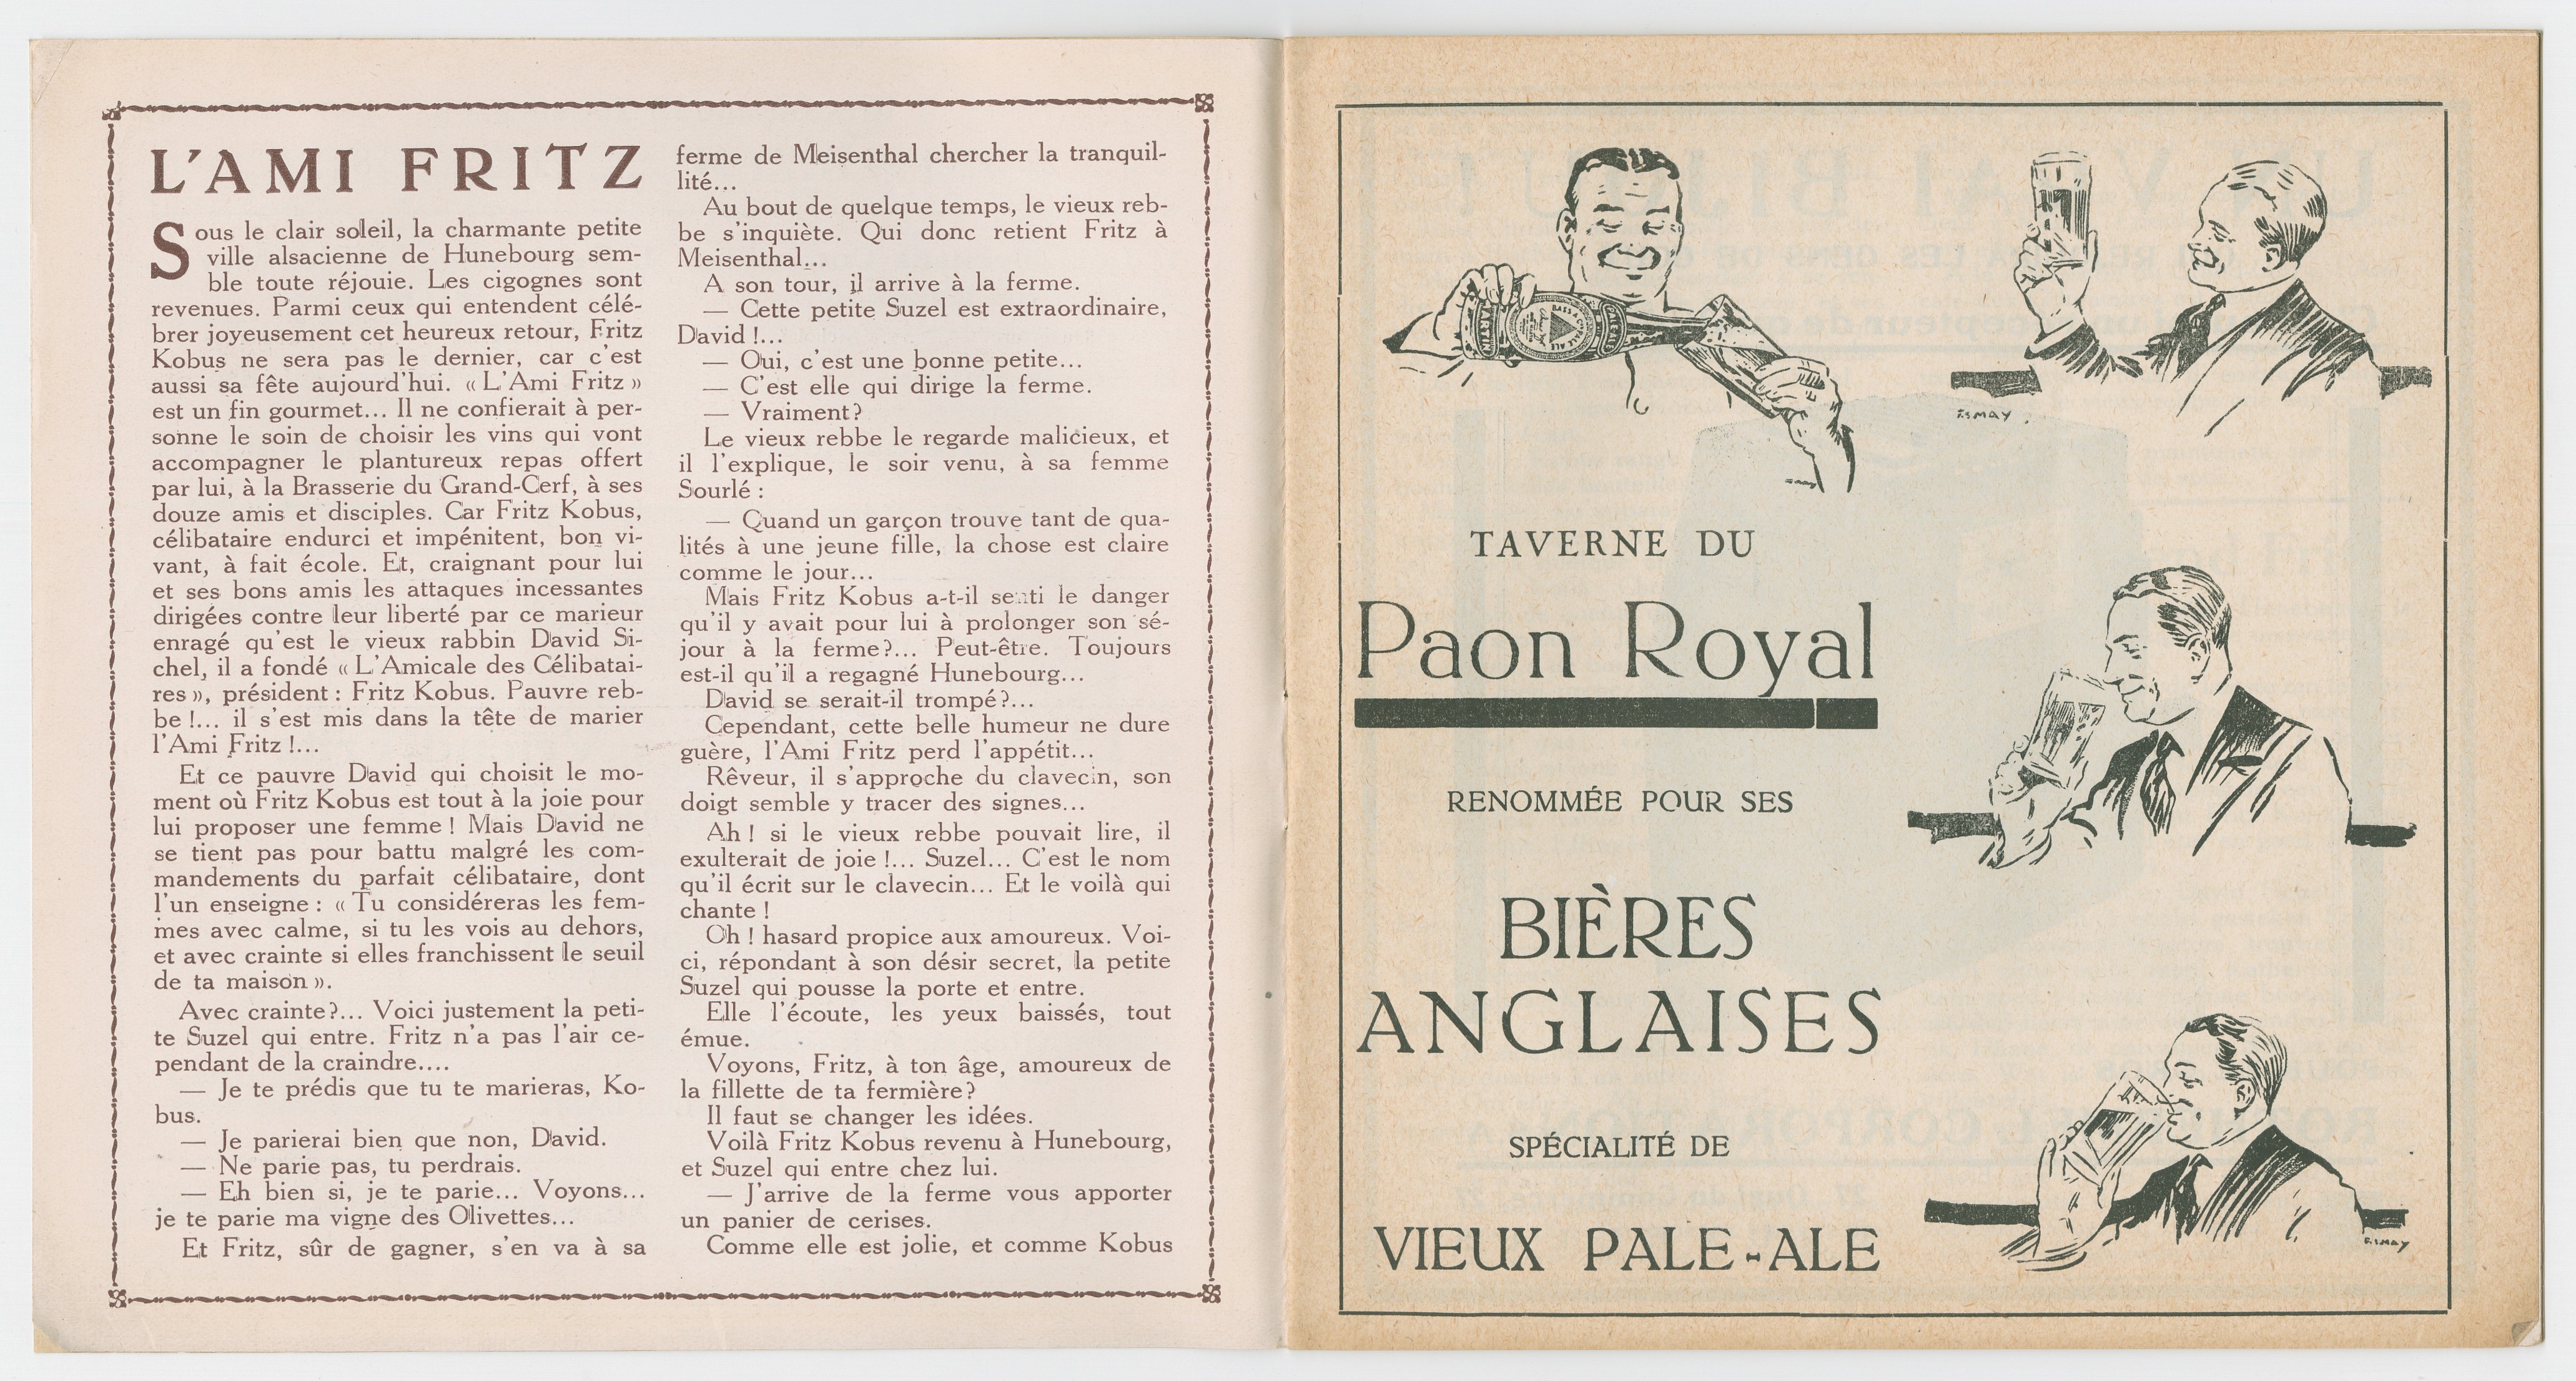 L'AMI FRITZ
Sous le clair soleil, la charmante petite
ville alsacienne de Hunebourg sem-
ble toute réjouie. Les cigognes sont
revenues. Parmi ceux qui entendent célé-
brer joyeusement cet heureux retour, Fritz
Kobus ne sera pas le dernier, car c'est
aussi sa fête aujourd'hui. « L'Ami Fritz »
est un fin gourmet... Il ne confierait à per-
sonne le soin de choisir les vins qui vont
accompagner le plantureux repas offert
par lui, à la Brasserie du Grand-Cerf, à ses
douze amis et disciples. Car Fritz Kobus,
célibataire endurci et impénitent, bon vi-
vant, à fait école. Et, craignant pour lui
et ses bons amis les attaques incessantes
dirigées contre leur liberté par ce marieur
enragé qu'est le vieux rabbin David Si-
chel, il a fondé « L'Amicale des Célibatai-
res », président : Fritz Kobus. Pauvre reb-
be !... il s'est mis dans la tête de marier
l'Ami Fritz !...
Et ce pauvre David qui choisit le mo-
ment où Fritz Kobus est tout à la joie pour
lui proposer une femme ! Mais David ne
se tient pas pour battu malgré les com-
mandements du parfait célibataire, dont
l'un enseigne : « Tu considéreras les fem-
mes avec calme, si tu les vois au dehors,
et avec crainte si elles franchissent le seuil
de ta maison ».
Avec crainte?... Voici justement la peti-
te Suzel qui entre. Fritz n'a pas l'air ce-
pendant de la craindre....
— Je te prédis que tu te marieras, Ko-
bus.
— Je parierai bien que non, David.
— Ne parie pas, tu perdrais.
— Eh bien si, je te parie... Voyons...
je te parie ma vigne des Olivettes...
Et Fritz, sûr de gagner, s'en va à sa
ferme de Meisenthal chercher la tranquil-
lité...
Au bout de quelque temps, le vieux reb-
be s'inquiète. Qui donc retient Fritz à
Meisenthal...
A son tour, il arrive à la ferme.
— Cette petite Suzel est extraordinaire,
David !...
— Oui, c'est une bonne petite...
— C'est elle qui dirige la ferme.
— Vraiment?
Le vieux rebbe le regarde malicieux, et
il l'explique, le soir venu, à sa femme
Sourlé :
— Quand un garçon trouve tant de qua-
lités à une jeune fille, la chose est claire
comme le jour...
Mais Fritz Kobus a-t-il senti le danger
qu'il y avait pour lui à prolonger son sé-
jour à la ferme?... Peut-être. Toujours
est-il qu'il a regagné Hunebourg...
David se serait-il trompé?...
Cependant, cette belle humeur ne dure
guère, l'Ami Fritz perd l'appétit...
Rêveur, il s'approche du clavecin, son
doigt semble y tracer des signes...
Ah ! si le vieux rebbe pouvait lire, il
exulterait de joie !... Suzel... C'est le nom
qu'il écrit sur le clavecin... Et le voilà qui
chante !
Oh ! hasard propice aux amoureux. Voi-
ci, répondant à son désir secret, la petite
Suzel qui pousse la porte et entre.
Elle l'écoute, les yeux baissés, tout
émue.
Voyons, Fritz, à ton âge, amoureux de
la fillette de ta fermière?
Il faut se changer les idées.
Voilà Fritz Kobus revenu à Hunebourg,
et Suzel qui entre chez lui.
— J'arrive de la ferme vous apporter
un panier de cerises.
Comme elle est jolie, et comme Kobus
BASS & CO
F.S MAY
TAVERNE DU
Paon Royal
RENOMMÉE POUR SES
BIÈRES
ANGLAISES
SPÉCIALITÉ DE
VIEUX PALE-ALE
F.S MAY